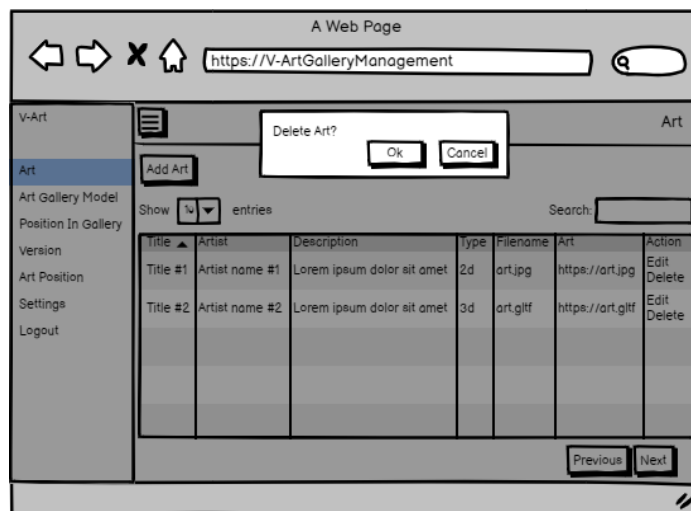 A Web Page
https://V-ArtGalleryManagement
V-Art
Art
Delete Art?
Ok Cancel
Art
Add Art
Art Gallery Model
Position In Gallery
Version
Art Position
Settings
Logout
Show 10 entries Search:
Title Artist Description Type Filename Art Action
Title #1 Artist name #1 Lorem ipsum dolor sit amet 2d art.jpg https://art.jpg Edit
Delete
Title #2 Artist name #2 Lorem ipsum dolor sit amet 3d art.gltf https://art.gltf Edit
Delete
Previous Next